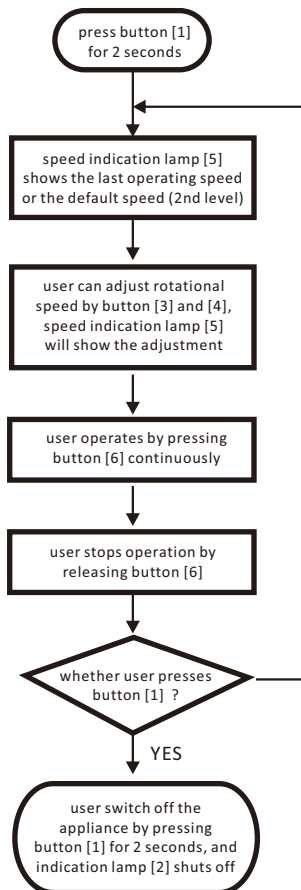 press button [1]
for 2 seconds
speed indication lamp [5]
shows the last operating speed
or the default speed (2nd level)
user can adjust rotational
speed by button [3] and [4],
speed indication lamp [5]
will show the adjustment
user operates by pressing
button [6] continuously
user stops operation by
releasing button [6]
whether user presses
button [1] ?
YES
user switch off the
appliance by pressing
button [1] for 2 seconds, and
indication lamp [2] shuts off